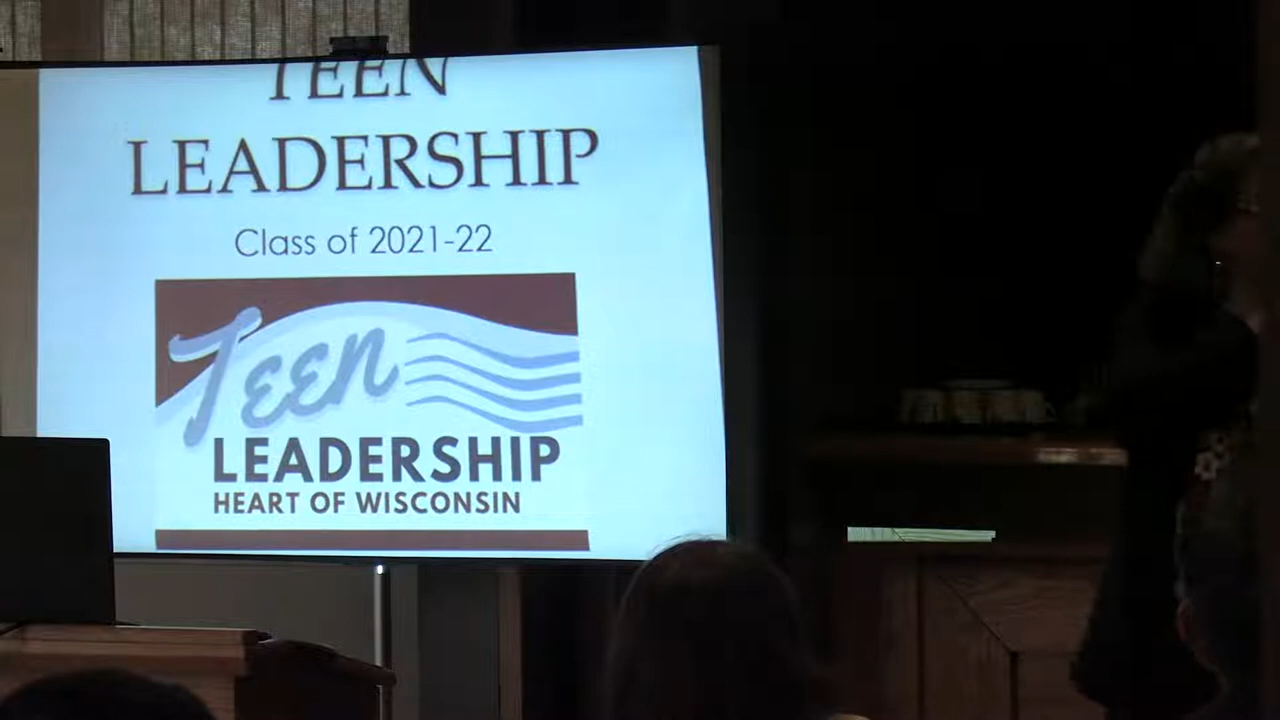 TEEN
LEADERSHIP
Class of 2021-22
Teen
LEADERSHIP
HEART OF WISCONSIN